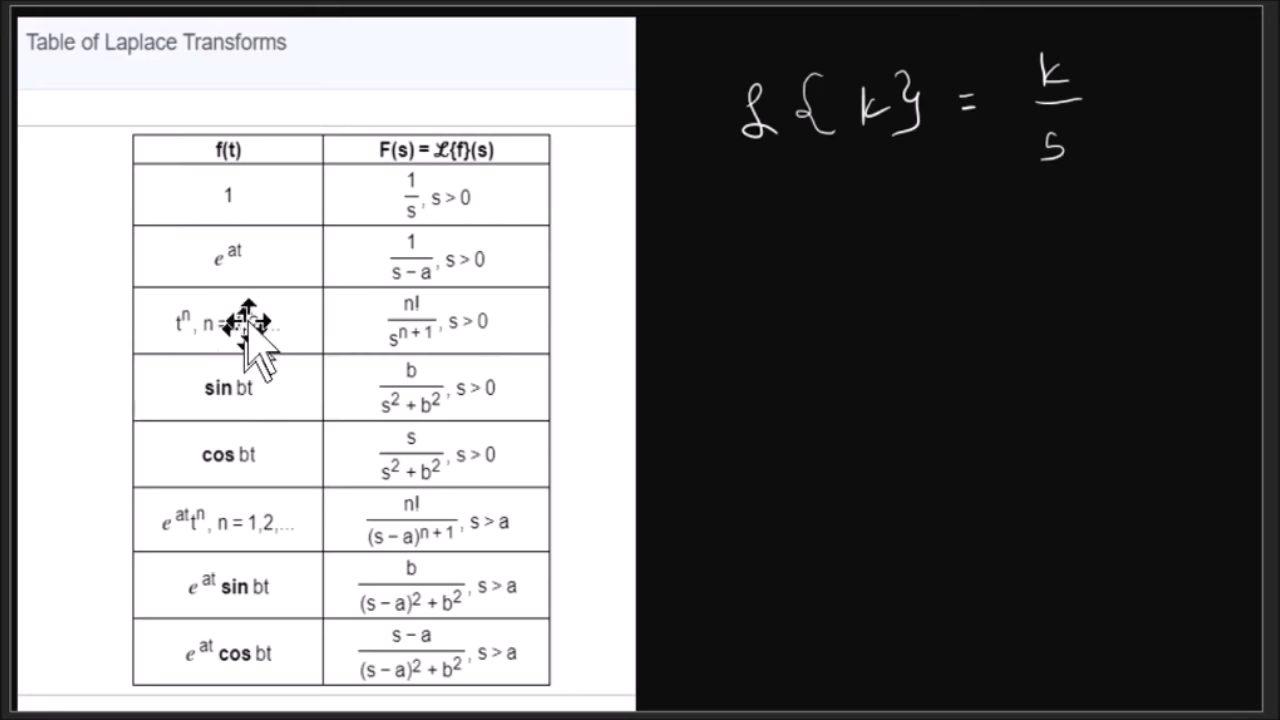 Table of Laplace Transforms
f(t) F(s) = ℒ{f}(s)
1 1/s, s > 0
e^at 1/(s − a), s > 0
t^n, n = ... n!/s^(n + 1), s > 0
sin bt b/(s^2 + b^2), s > 0
cos bt s/(s^2 + b^2), s > 0
e^at t^n, n = 1,2,... n!/(s − a)^(n + 1), s > a
e^at sin bt b/((s − a)^2 + b^2), s > a
e^at cos bt (s − a)/((s − a)^2 + b^2), s > a
ℒ{k} = k/s